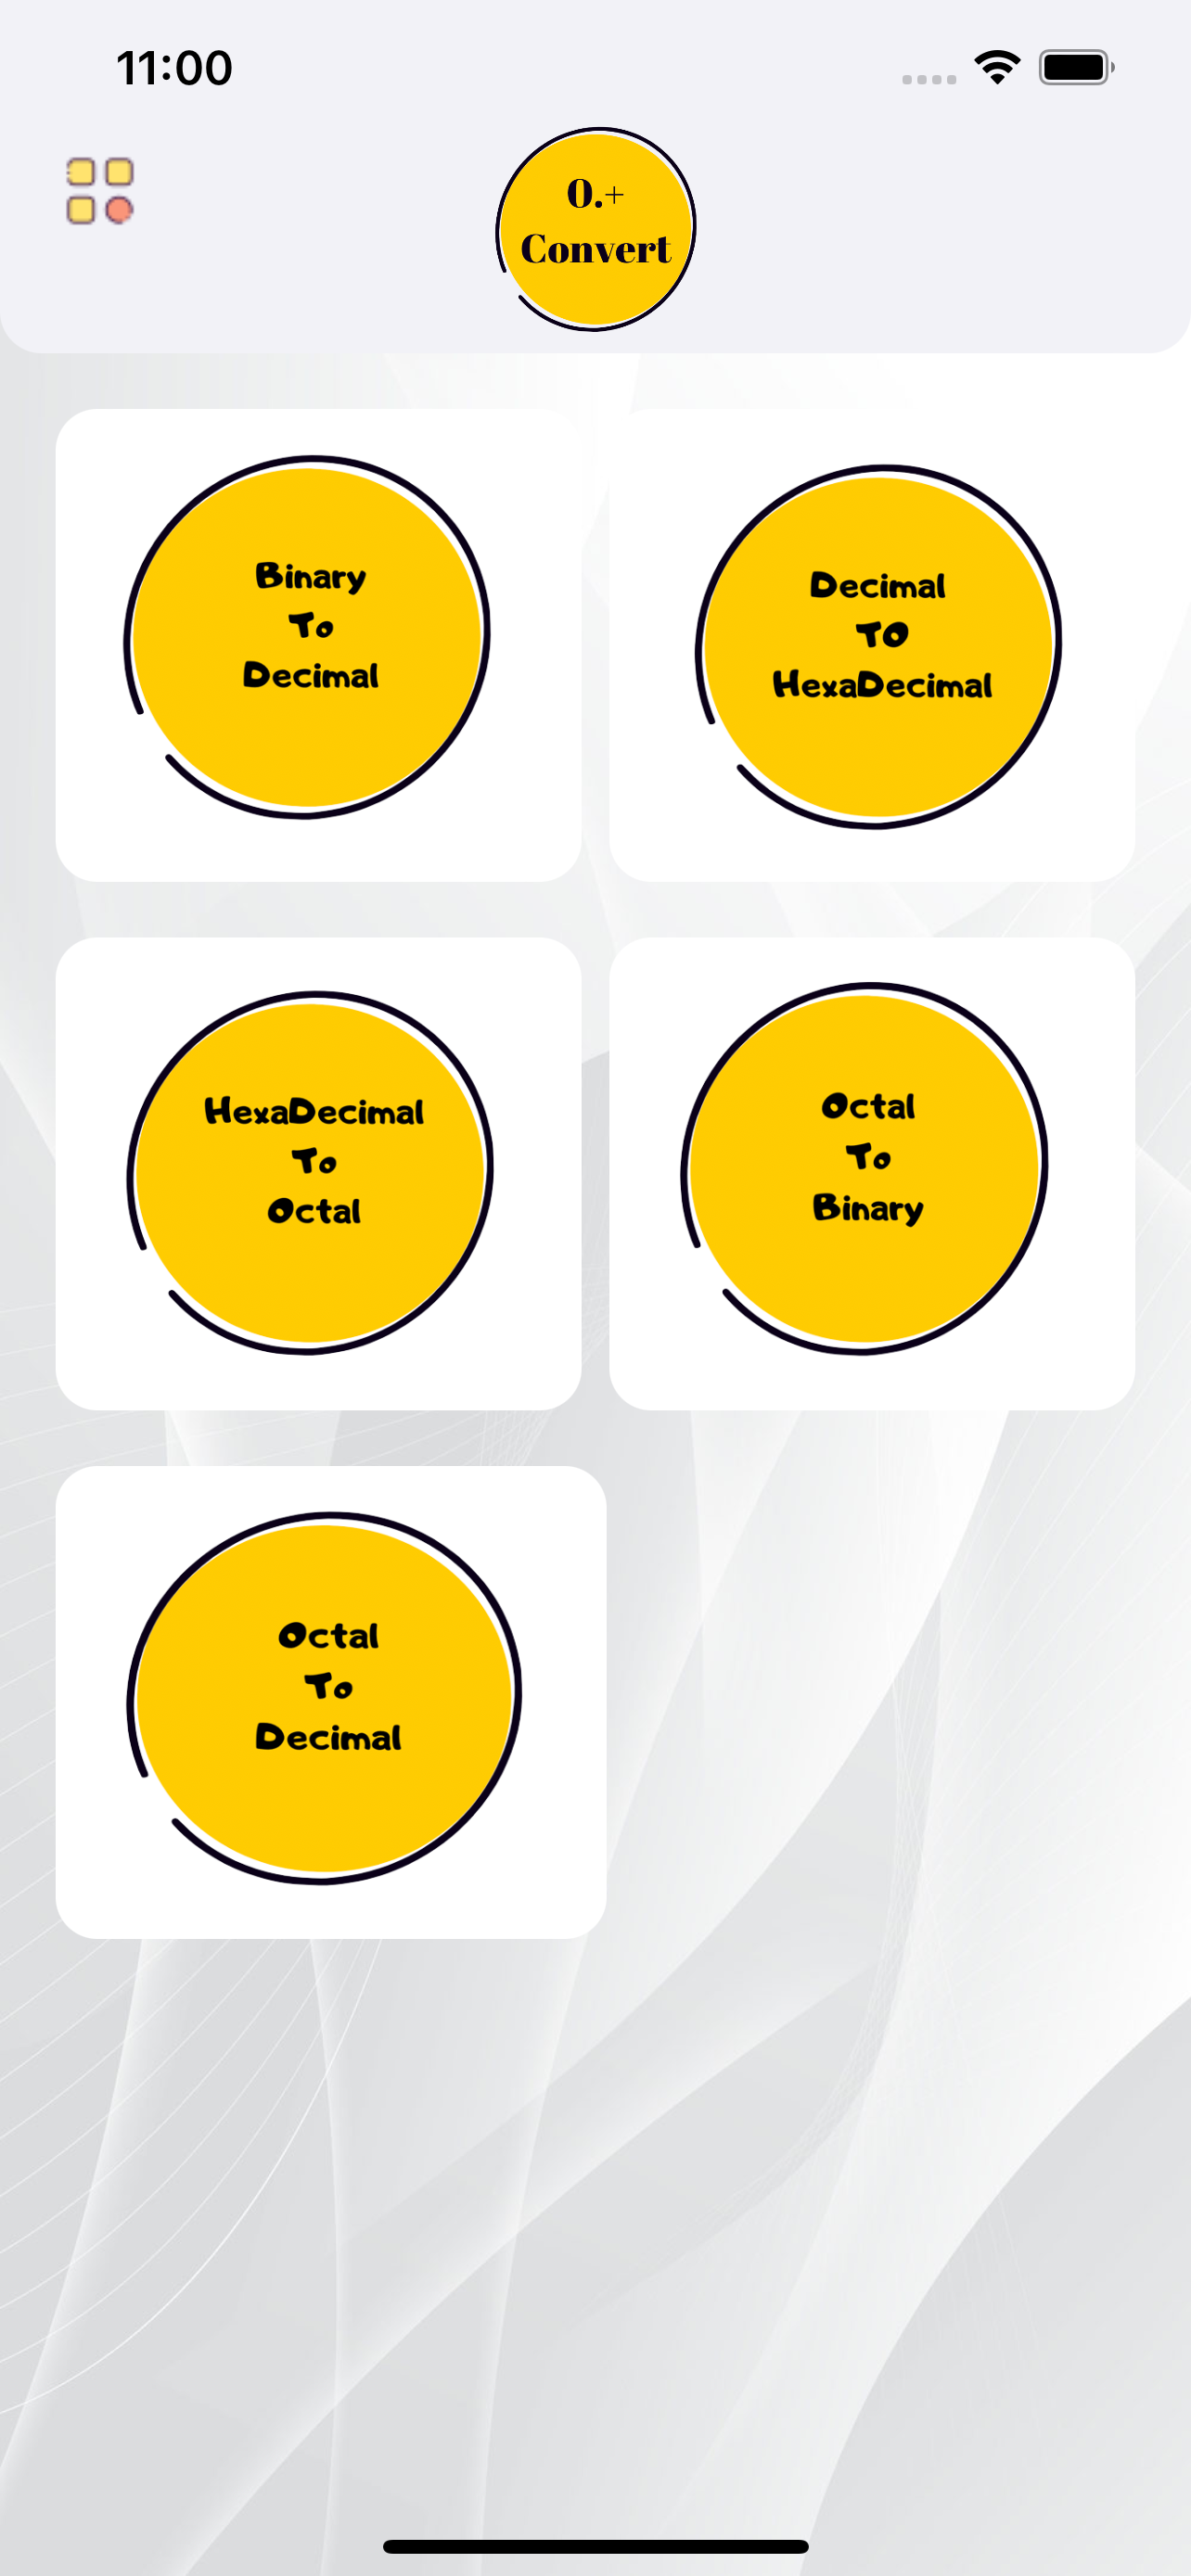 11:00
0.+
Convert
Binary
To
Decimal
Decimal
TO
HexaDecimal
HexaDecimal
To
Octal
Octal
To
Binary
Octal
To
Decimal